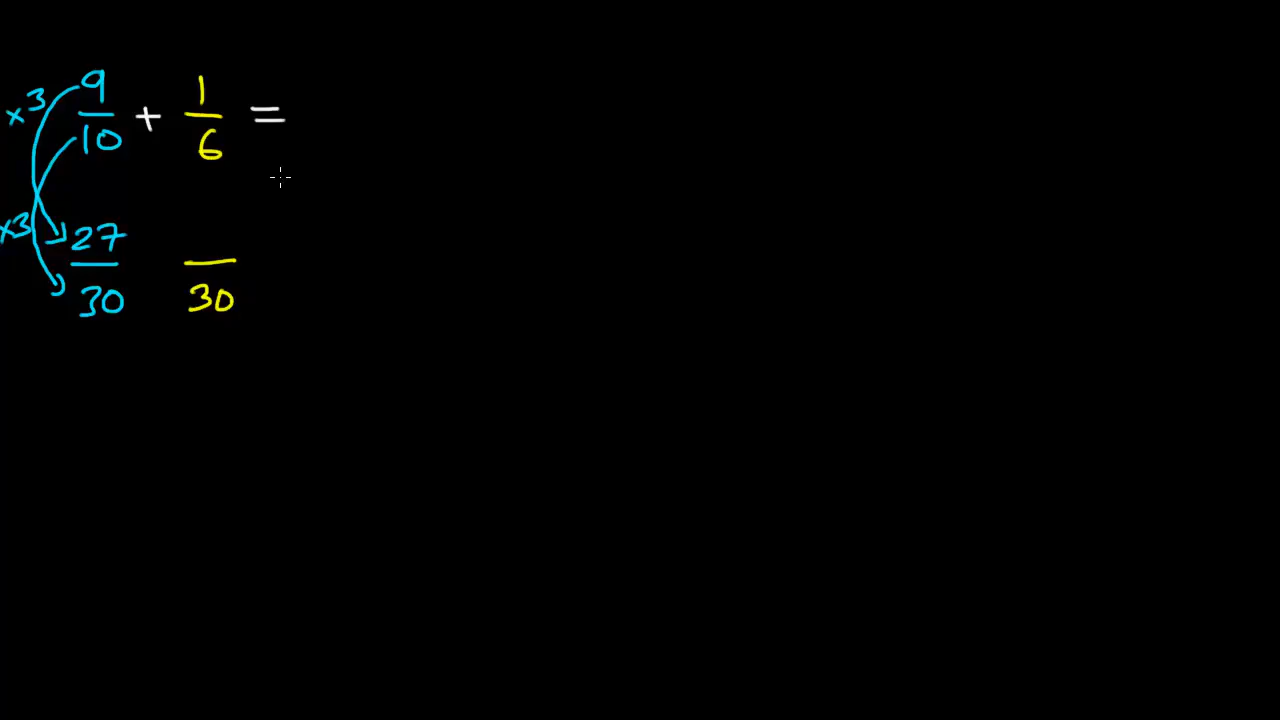 ×3 9/10 + 1/6 =
×3 27/30 /30